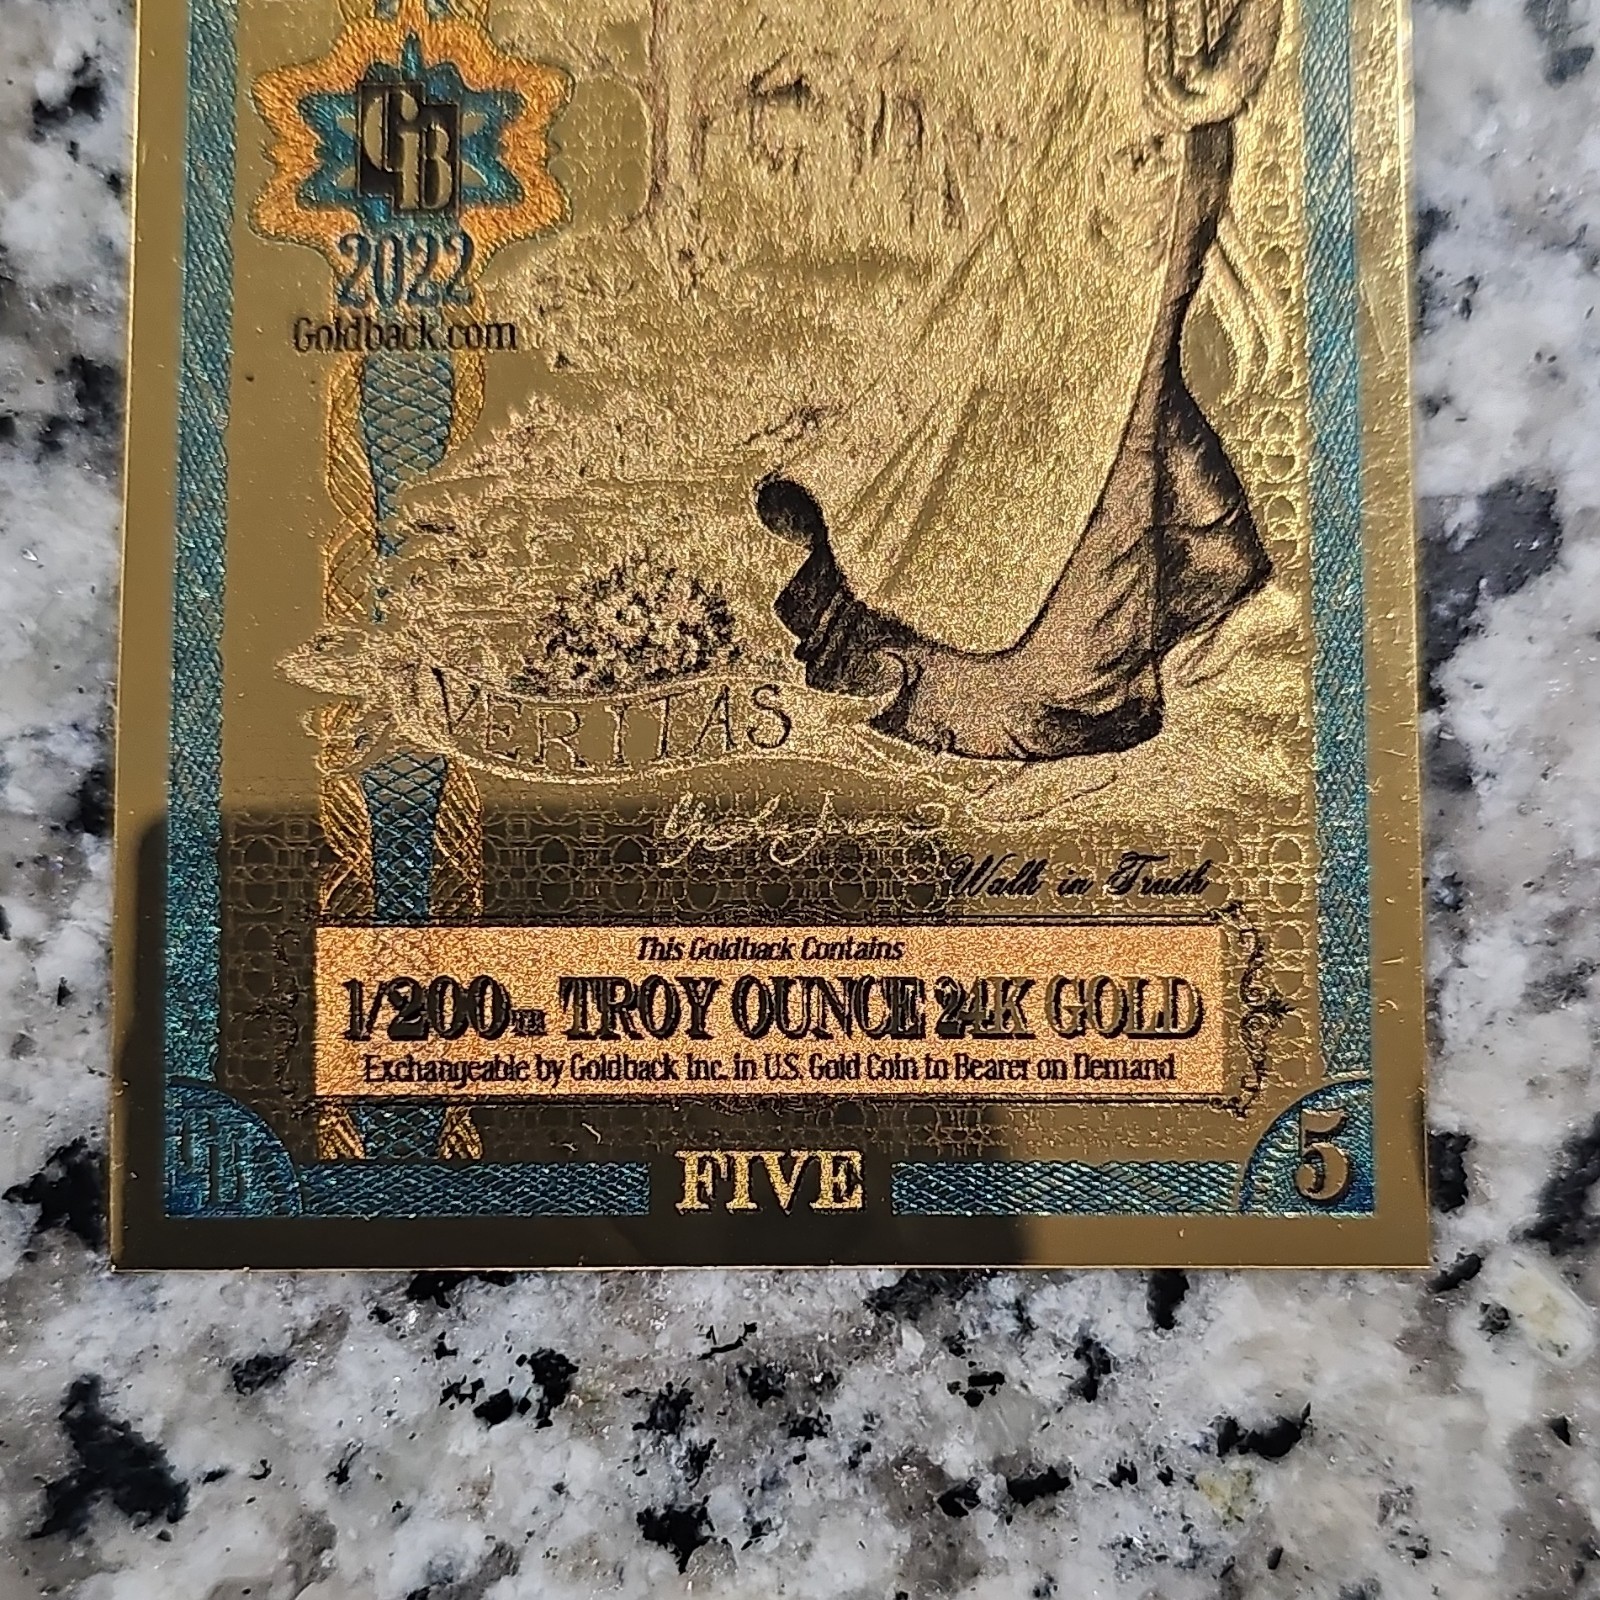 GB
2022
Goldback.com
VERITAS
Walk in Truth
This Goldback Contains
1/200TH TROY OUNCE 24K GOLD
Exchangeable by Goldback Inc. in U.S. Gold Coin to Bearer on Demand
GB
FIVE
5